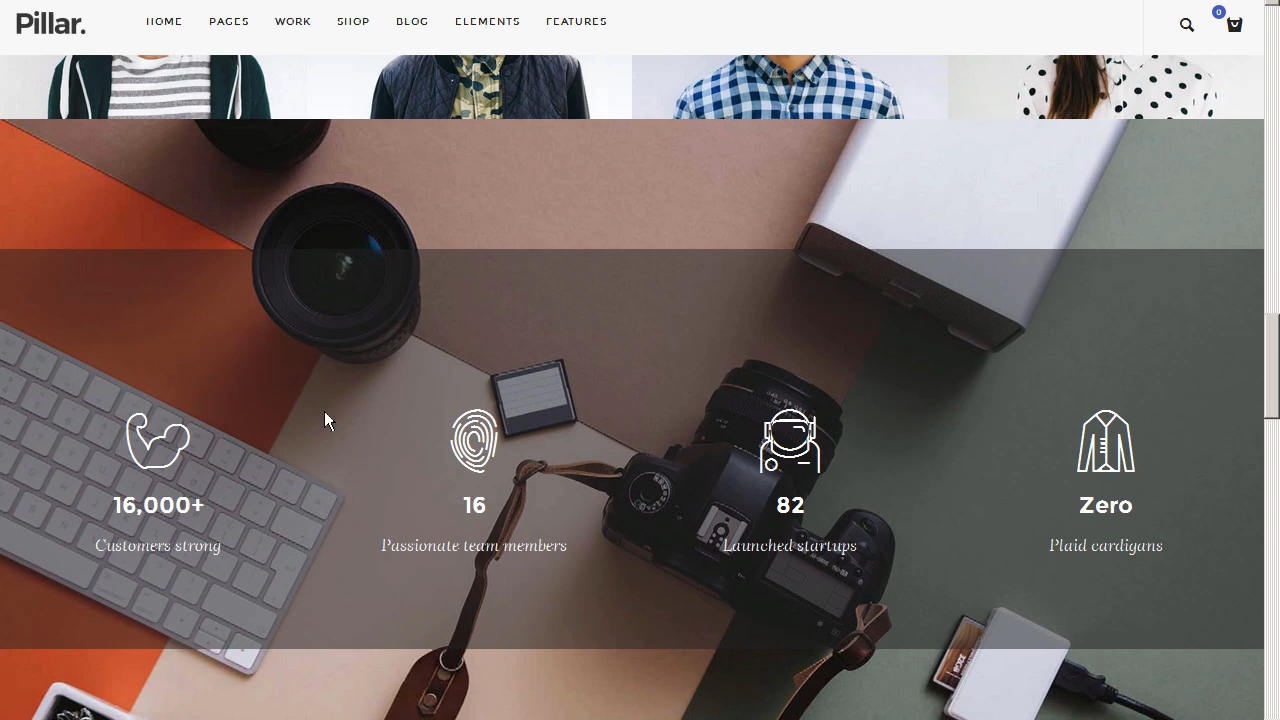 Pillar.
HOME PAGES WORK SHOP BLOG ELEMENTS FEATURES
0
16,000+
Customers strong
16
Passionate team members
82
Launched startups
Zero
Plaid cardigans